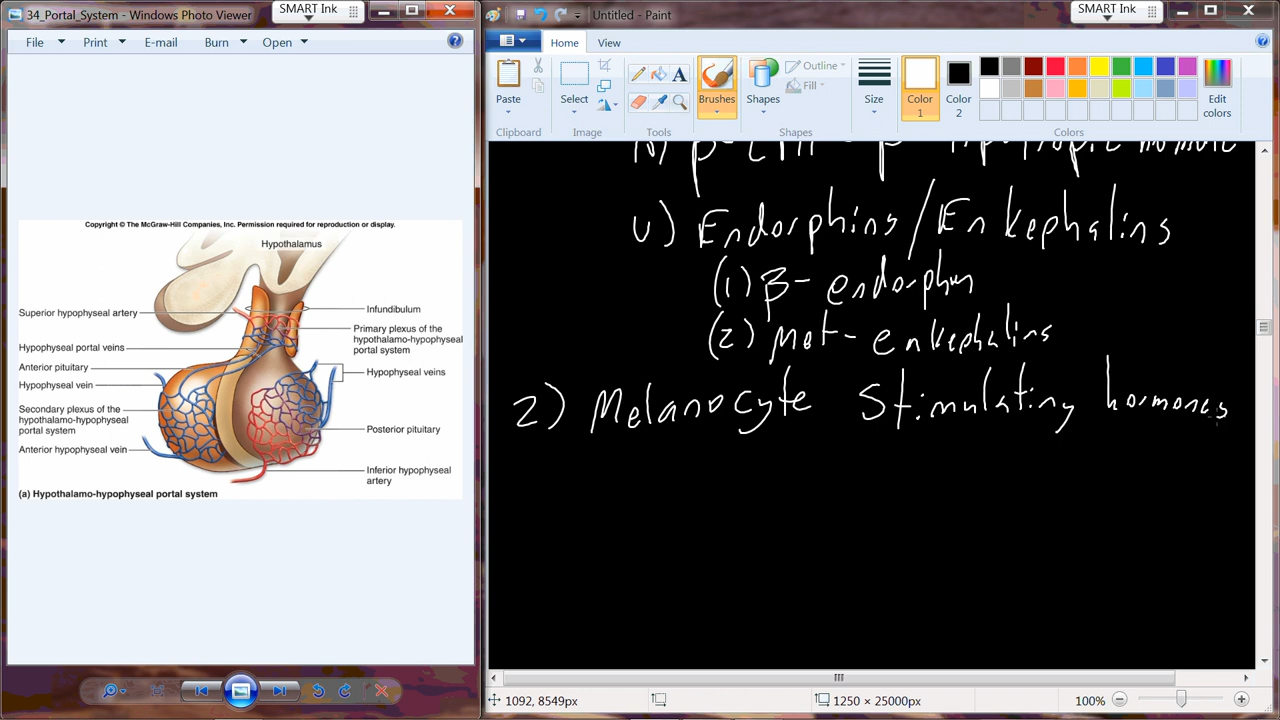 34_Portal_System - Windows Photo Viewer
SMART Ink
File Print E-mail Burn Open
Copyright © The McGraw-Hill Companies, Inc. Permission required for reproduction or display.
Hypothalamus
Superior hypophyseal artery
Hypophyseal portal veins
Anterior pituitary
Hypophyseal vein
Secondary plexus of the
hypothalamo-hypophyseal
portal system
Anterior hypophyseal vein
Infundibulum
Primary plexus of the
hypothalamo-hypophyseal
portal system
Hypophyseal veins
Posterior pituitary
Inferior hypophyseal
artery
(a) Hypothalamo-hypophyseal portal system
Untitled - Paint
SMART Ink
Home View
Paste
Select
Brushes
Shapes
Outline
Fill
Size
Color
1
Color
2
Edit
colors
Clipboard Image Tools Shapes Colors
v) Endorphins/Enkephalins
(1) β- endorphin
(2) Met- enkephalins
2) Melanocyte Stimulating hormones
1092, 8549px
1250 × 25000px
100%